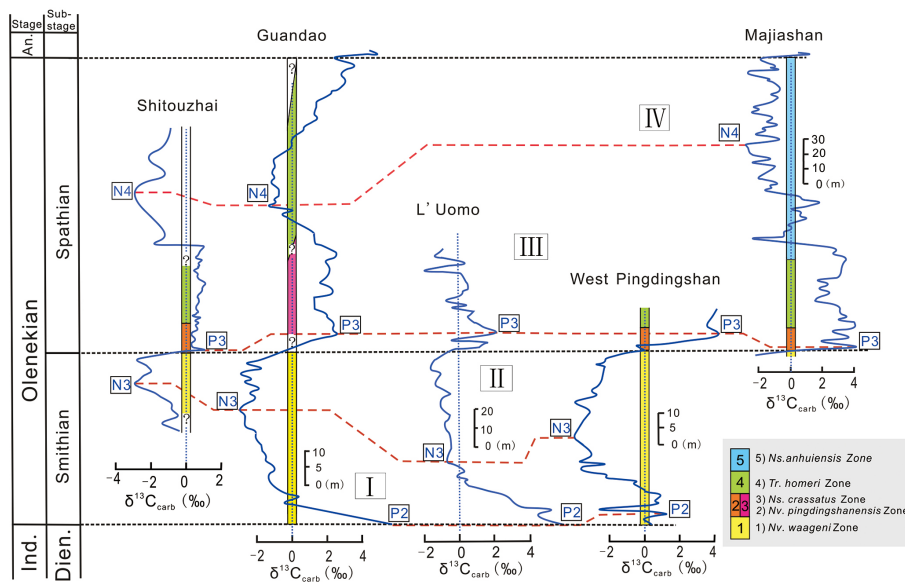 Stage
Sub-
stage
An.
Olenekian
Ind.
Spathian
Smithian
Dien.
Guandao
Majiashan
Shitouzhai
L' Uomo
West Pingdingshan
?
?
?
?
?
N4
N4
N4
P3
P3
P3
P3
P3
N3
N3
N3
N3
P2
P2
P2
I
II
III
IV
30
20
10
0 (m)
20
10
0 (m)
10
5
0 (m)
10
5
0 (m)
−4 −2 0 2
δ¹³Ccarb (‰)
−2 0 2 4
δ¹³Ccarb (‰)
−2 0 2 4
δ¹³Ccarb (‰)
−2 0 2 4
δ¹³Ccarb (‰)
−2 0 2 4
δ¹³Ccarb (‰)
5 5) Ns.anhuiensis Zone
4 4) Tr. homeri Zone
2 3 3) Ns. crassatus Zone
2) Nv. pingdingshanensis Zone
1 1) Nv. waageni Zone